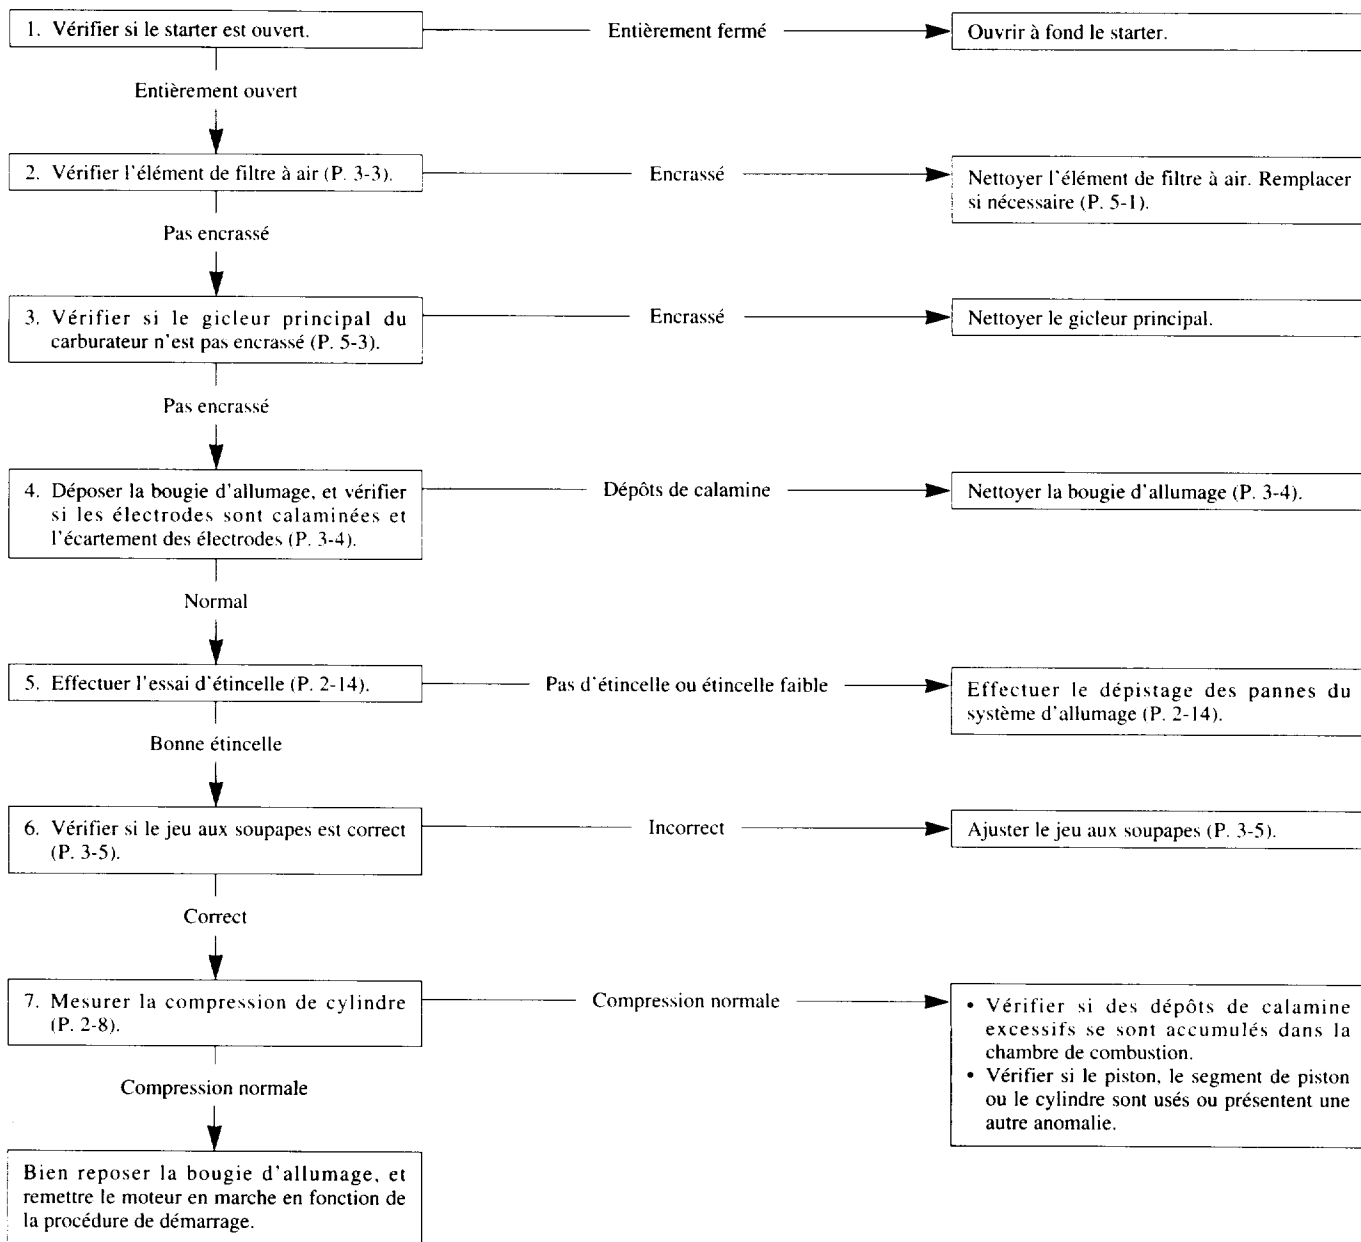 1. Vérifier si le starter est ouvert.
Entièrement fermé
Ouvrir à fond le starter.
Entièrement ouvert
2. Vérifier l'élément de filtre à air (P. 3-3).
Encrassé
Nettoyer l'élément de filtre à air. Remplacer
si nécessaire (P. 5-1).
Pas encrassé
3. Vérifier si le gicleur principal du
carburateur n'est pas encrassé (P. 5-3).
Encrassé
Nettoyer le gicleur principal.
Pas encrassé
4. Déposer la bougie d'allumage, et vérifier
si les électrodes sont calaminées et
l'écartement des électrodes (P. 3-4).
Dépôts de calamine
Nettoyer la bougie d'allumage (P. 3-4).
Normal
5. Effectuer l'essai d'étincelle (P. 2-14).
Pas d'étincelle ou étincelle faible
Effectuer le dépistage des pannes du
système d'allumage (P. 2-14).
Bonne étincelle
6. Vérifier si le jeu aux soupapes est correct
(P. 3-5).
Incorrect
Ajuster le jeu aux soupapes (P. 3-5).
Correct
7. Mesurer la compression de cylindre
(P. 2-8).
Compression normale
• Vérifier si des dépôts de calamine
excessifs se sont accumulés dans la
chambre de combustion.
• Vérifier si le piston, le segment de piston
ou le cylindre sont usés ou présentent une
autre anomalie.
Compression normale
Bien reposer la bougie d'allumage, et
remettre le moteur en marche en fonction de
la procédure de démarrage.